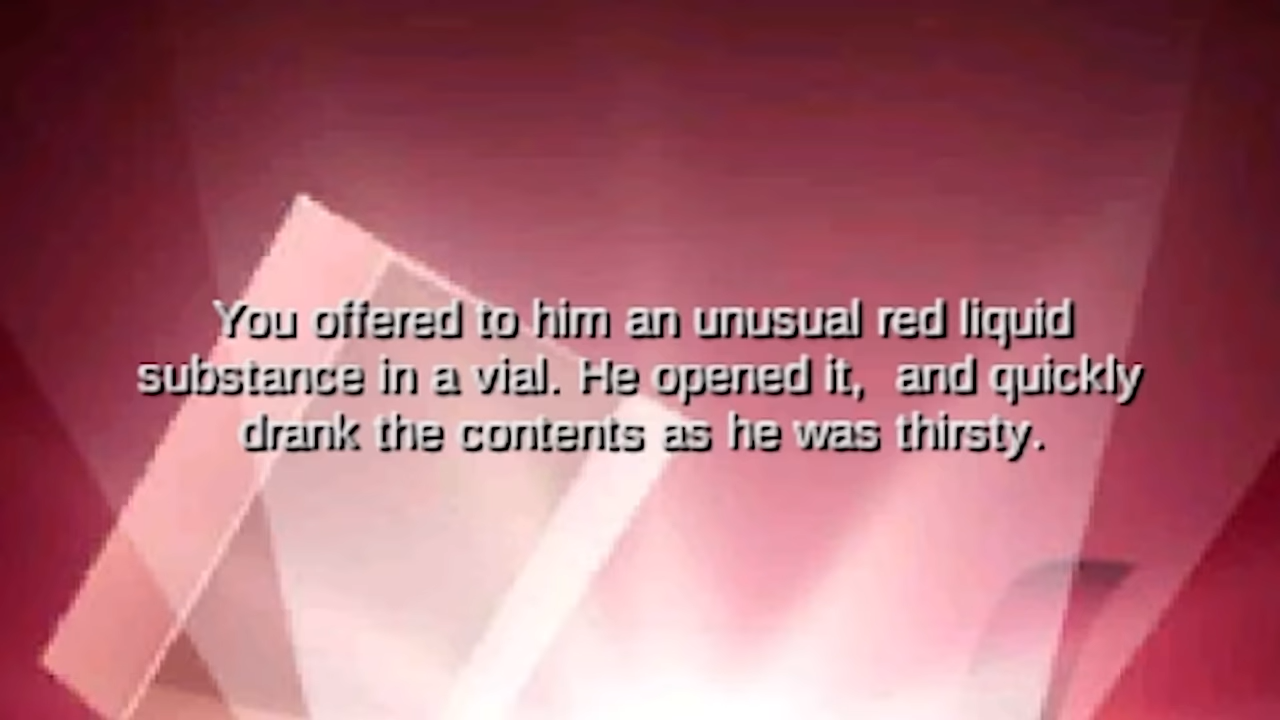 You offered to him an unusual red liquid
substance in a vial. He opened it,  and quickly
drank the contents as he was thirsty.